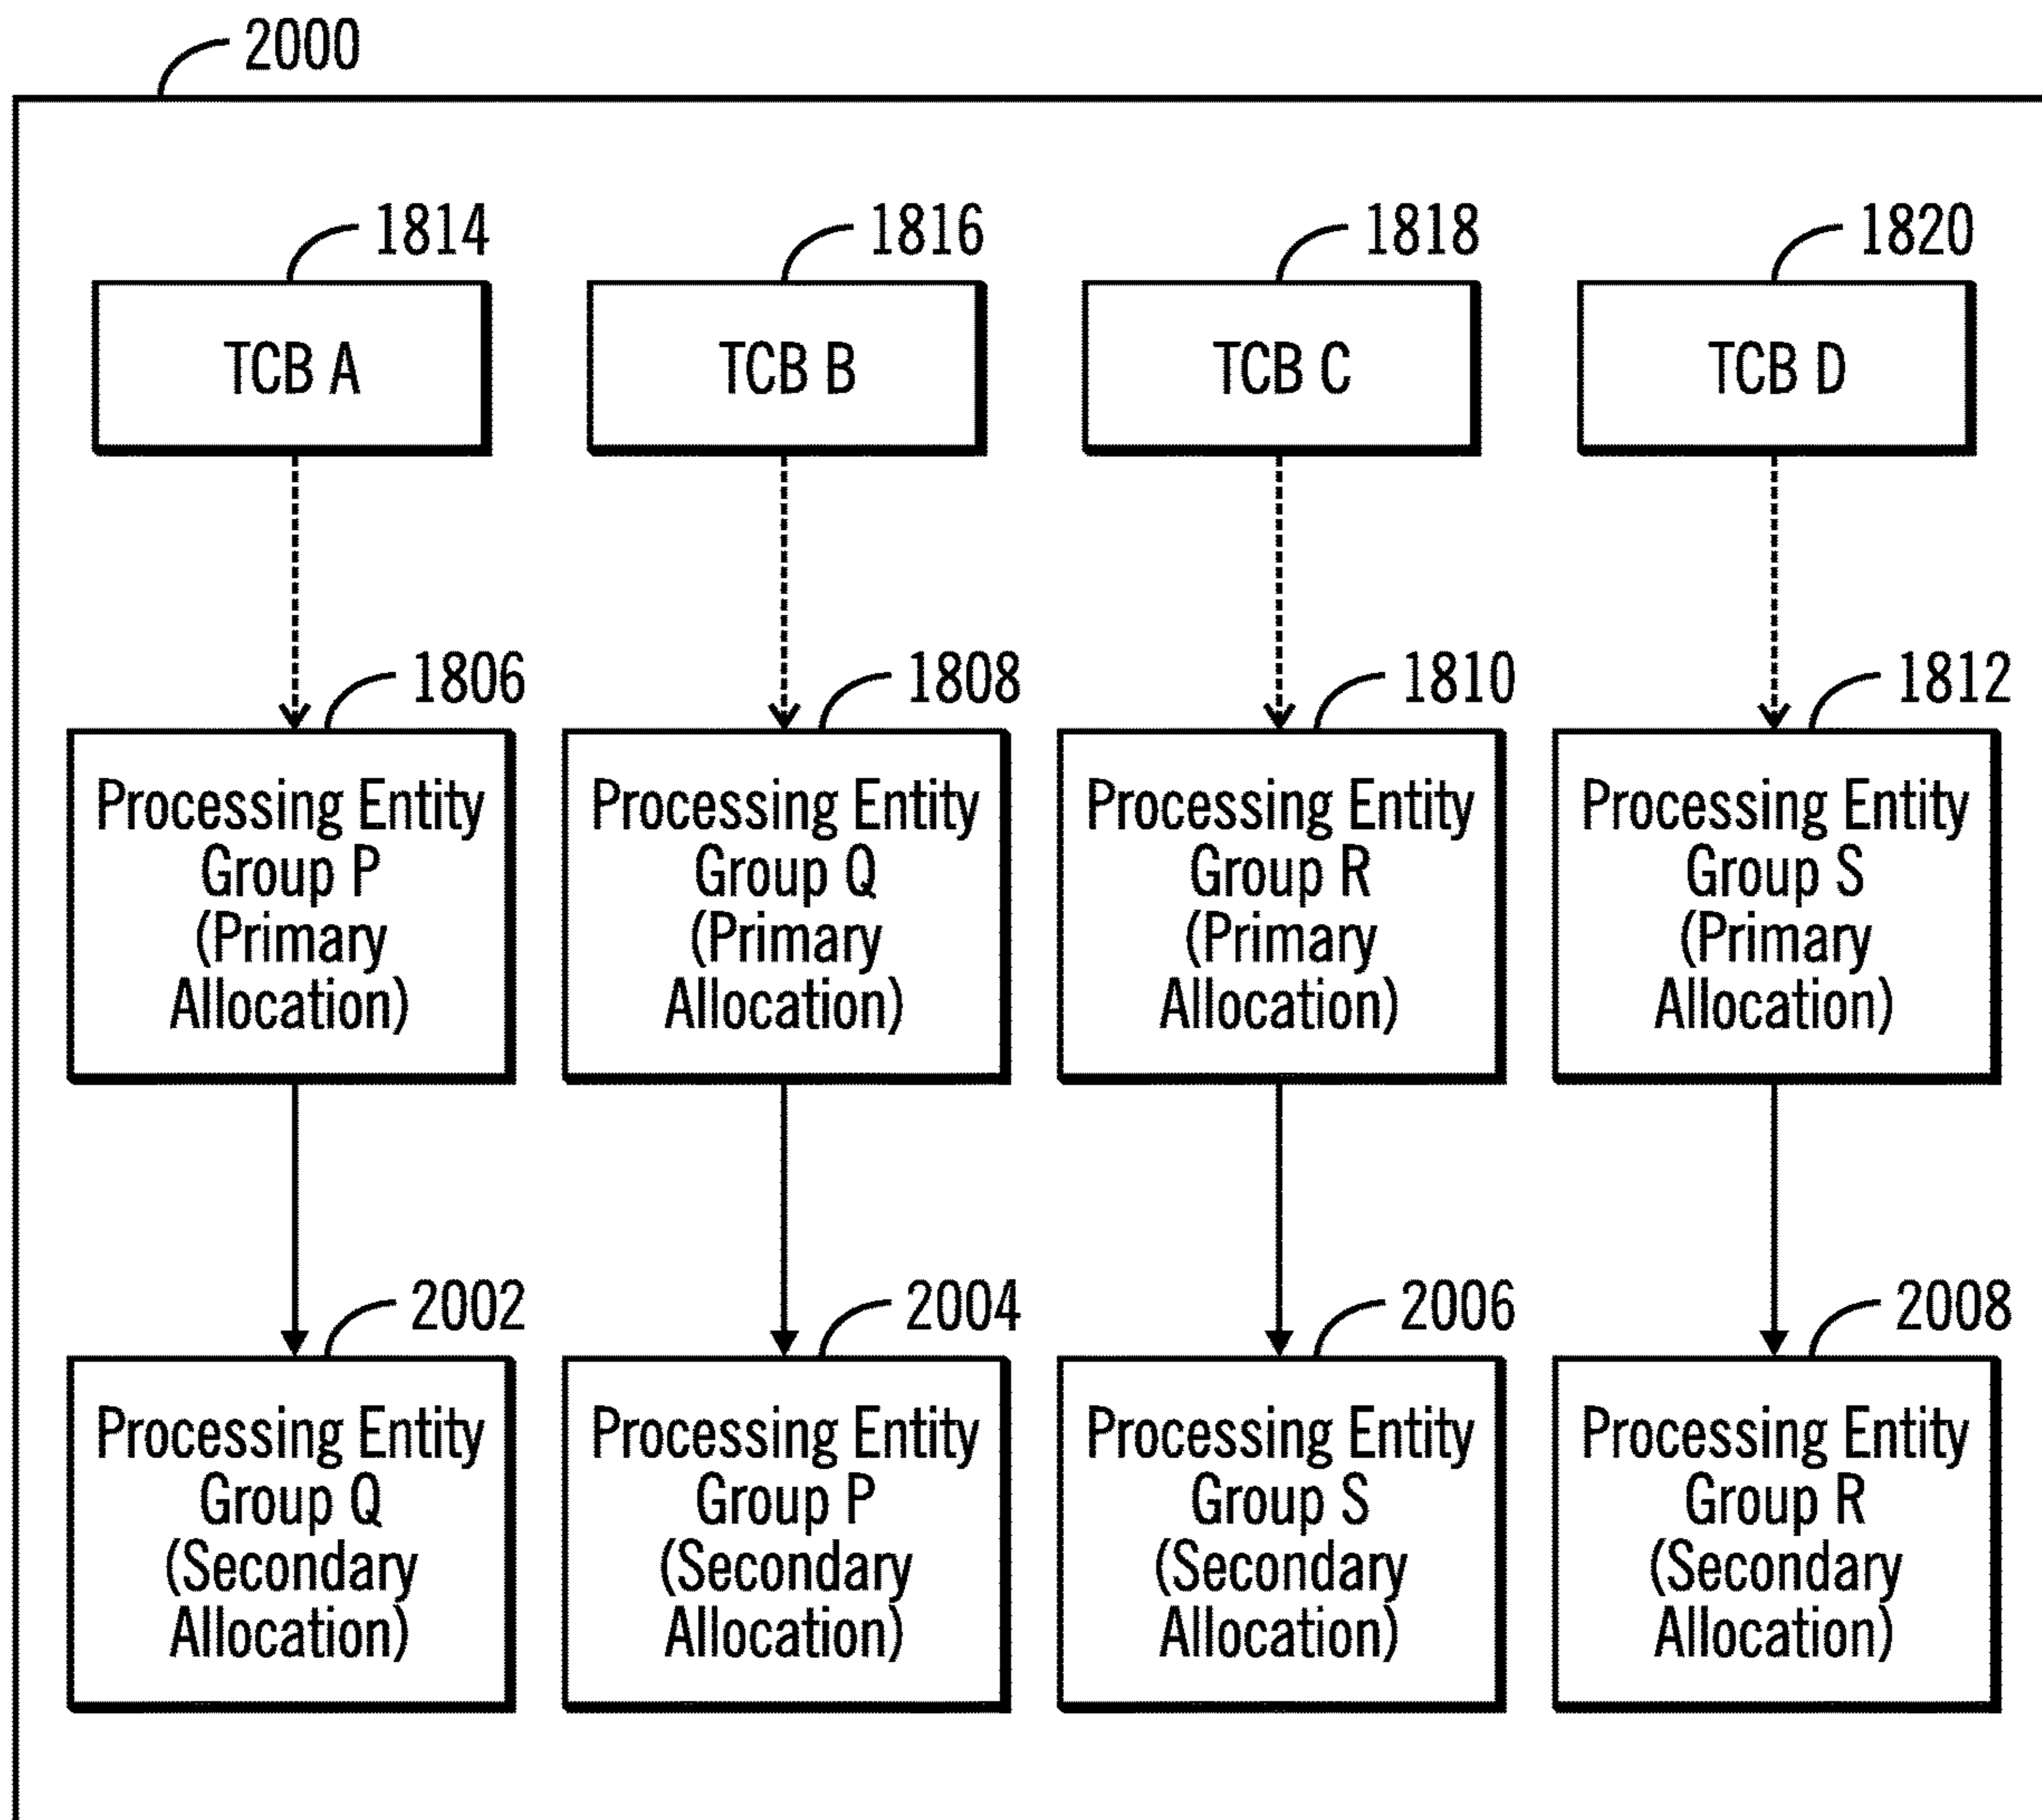 2000
1814
1816
1818
1820
TCB A
TCB B
TCB C
TCB D
1806
1808
1810
1812
Processing Entity
Group P
(Primary
Allocation)
Processing Entity
Group Q
(Primary
Allocation)
Processing Entity
Group R
(Primary
Allocation)
Processing Entity
Group S
(Primary
Allocation)
2002
2004
2006
2008
Processing Entity
Group Q
(Secondary
Allocation)
Processing Entity
Group P
(Secondary
Allocation)
Processing Entity
Group S
(Secondary
Allocation)
Processing Entity
Group R
(Secondary
Allocation)